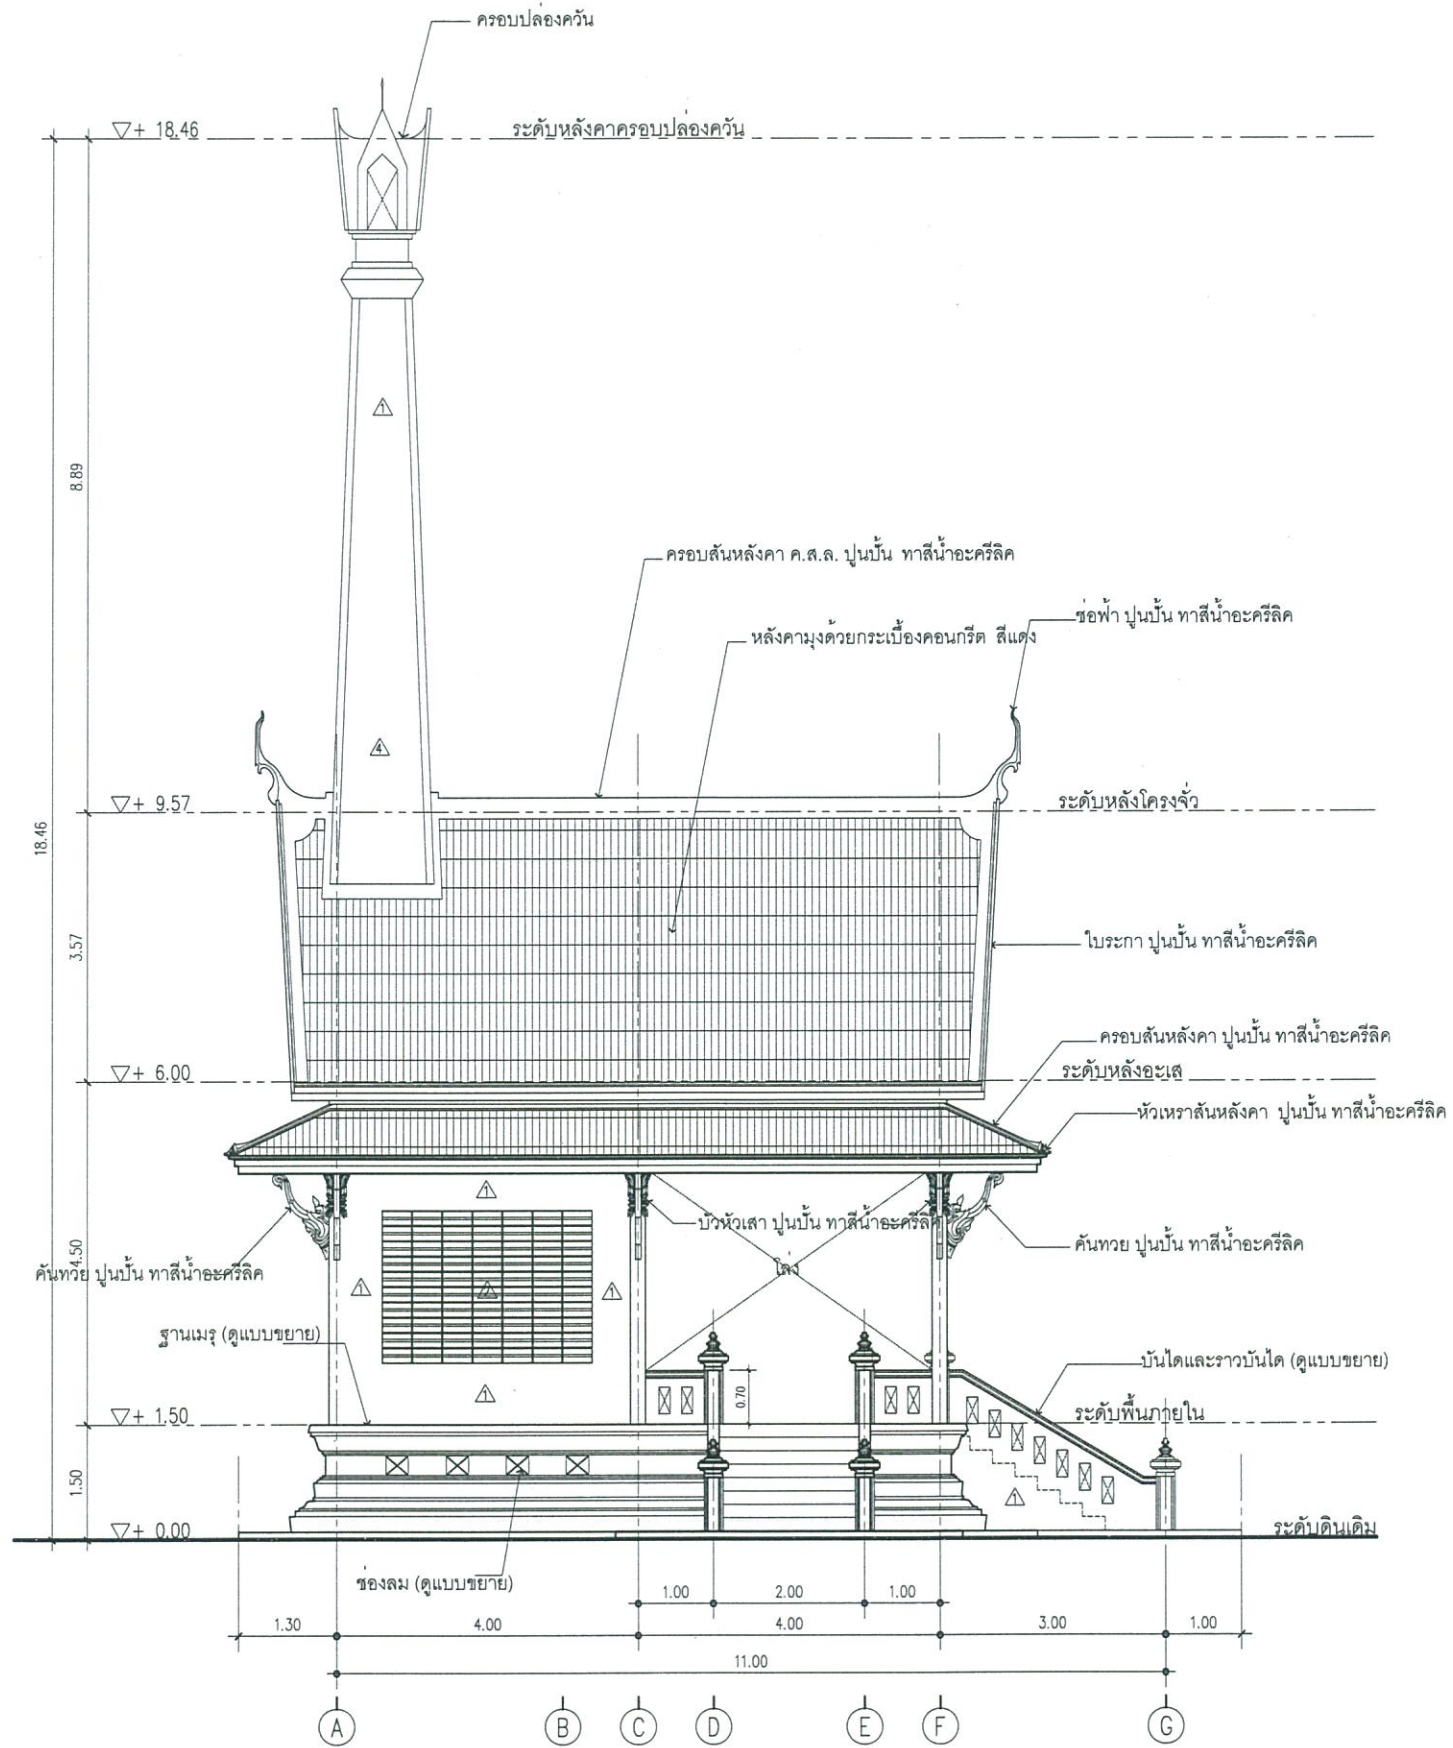 ครอบปล่องควัน
▽+ 18.46
ระดับหลังคาครอบปล่องควัน
1
8.89
ครอบสันหลังคา ค.ส.ล. ปูนปั้น ทาสีน้ำอะครีลิค
ช่อฟ้า ปูนปั้น ทาสีน้ำอะครีลิค
หลังคามุงด้วยกระเบื้องคอนกรีต สีแดง
4
▽+ 9.57
ระดับหลังโครงจั่ว
18.46
3.57
ใบระกา ปูนปั้น ทาสีน้ำอะครีลิค
ครอบสันหลังคา ปูนปั้น ทาสีน้ำอะครีลิค
▽+ 6.00
ระดับหลังอะเส
หัวเหราสันหลังคา ปูนปั้น ทาสีน้ำอะครีลิค
1
บัวหัวเสา ปูนปั้น ทาสีน้ำอะครีลิค
4.50
คันทวย ปูนปั้น ทาสีน้ำอะครีลิค
คันทวย ปูนปั้น ทาสีน้ำอะครีลิค
โล่ง
1
1
ฐานเมรุ (ดูแบบขยาย)
บันไดและราวบันได (ดูแบบขยาย)
0.70
1
▽+ 1.50
ระดับพื้นภายใน
1.50
1
▽+ 0.00
ระดับดินเดิม
ช่องลม (ดูแบบขยาย)
1.00
2.00
1.00
1.30
4.00
4.00
3.00
1.00
11.00
A
B
C
D
E
F
G